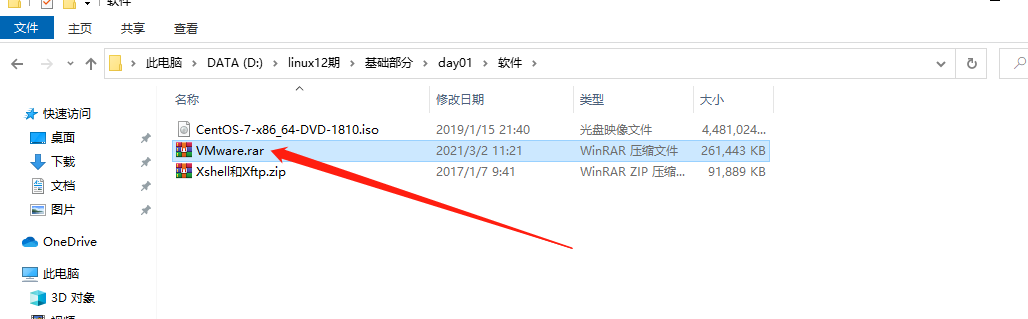 软件
文件 主页 共享 查看
此电脑 > DATA (D:) > linux12期 > 基础部分 > day01 > 软件 >
名称 修改日期 类型 大小
快速访问
CentOS-7-x86_64-DVD-1810.iso 2019/1/15 21:40 光盘映像文件 4,481,024...
桌面
VMware.rar 2021/3/2 11:21 WinRAR 压缩文件 261,443 KB
下载
Xshell和Xftp.zip 2017/1/7 9:41 WinRAR ZIP 压缩... 91,889 KB
文档
图片
OneDrive
此电脑
3D 对象
视频